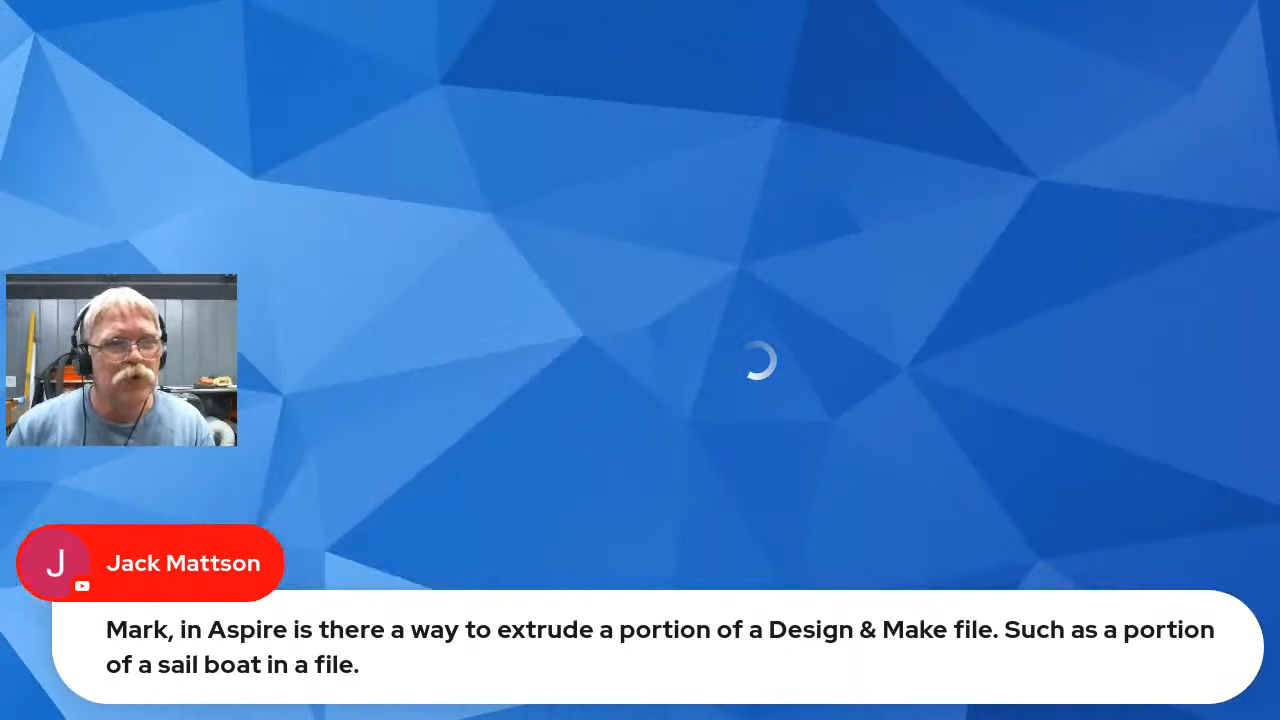 J
Jack Mattson
Mark, in Aspire is there a way to extrude a portion of a Design & Make file. Such as a portion
of a sail boat in a file.